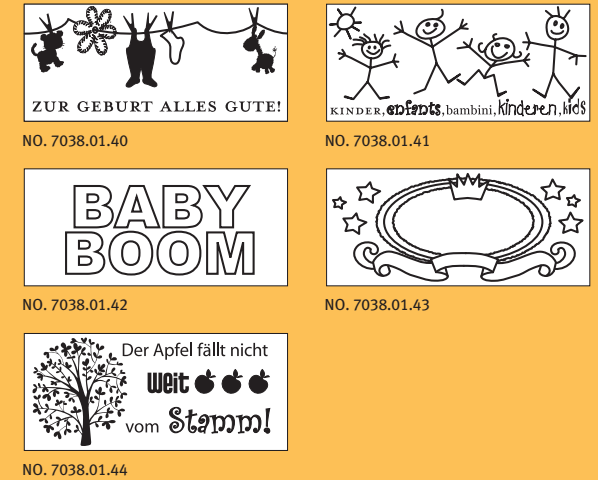 ZUR GEBURT ALLES GUTE!
NO. 7038.01.40
KINDER, enfants, bambini, kinderen, kids
NO. 7038.01.41
BABY
BOOM
NO. 7038.01.42
NO. 7038.01.43
Der Apfel fällt nicht
weit
vom Stamm!
NO. 7038.01.44